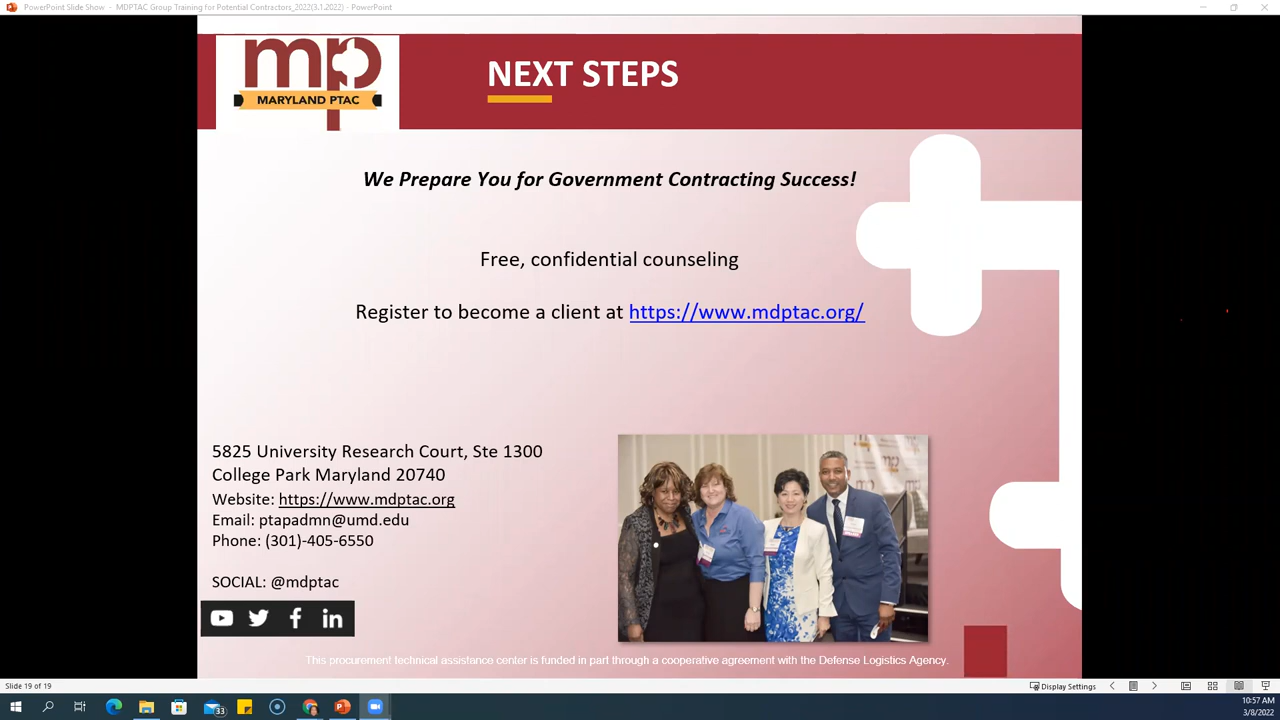 PowerPoint Slide Show - MDPTAC Group Training for Potential Contractors_2022(3.1.2022) - PowerPoint
mp
MARYLAND PTAC
NEXT STEPS
We Prepare You for Government Contracting Success!
Free, confidential counseling
Register to become a client at https://www.mdptac.org/
5825 University Research Court, Ste 1300
College Park Maryland 20740
Website: https://www.mdptac.org
Email: ptapadmn@umd.edu
Phone: (301)-405-6550
SOCIAL: @mdptac
This procurement technical assistance center is funded in part through a cooperative agreement with the Defense Logistics Agency.
Slide 19 of 19
Display Settings
33
10:57 AM
3/8/2022